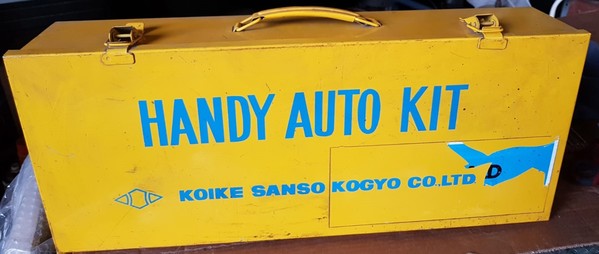 HANDY AUTO KIT
KOIKE SANSO KOGYO CO.,LTD
D